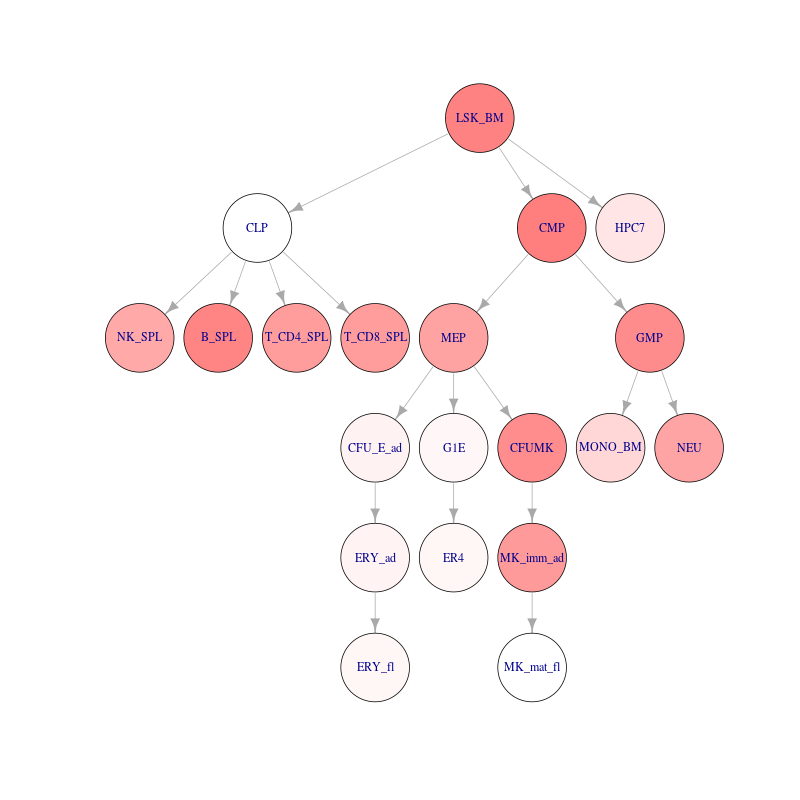 LSK_BM
CLP
CMP
HPC7
NK_SPL
B_SPL
T_CD4_SPL
T_CD8_SPL
MEP
GMP
CFU_E_ad
G1E
CFUMK
MONO_BM
NEU
ERY_ad
ER4
MK_imm_ad
ERY_fl
MK_mat_fl